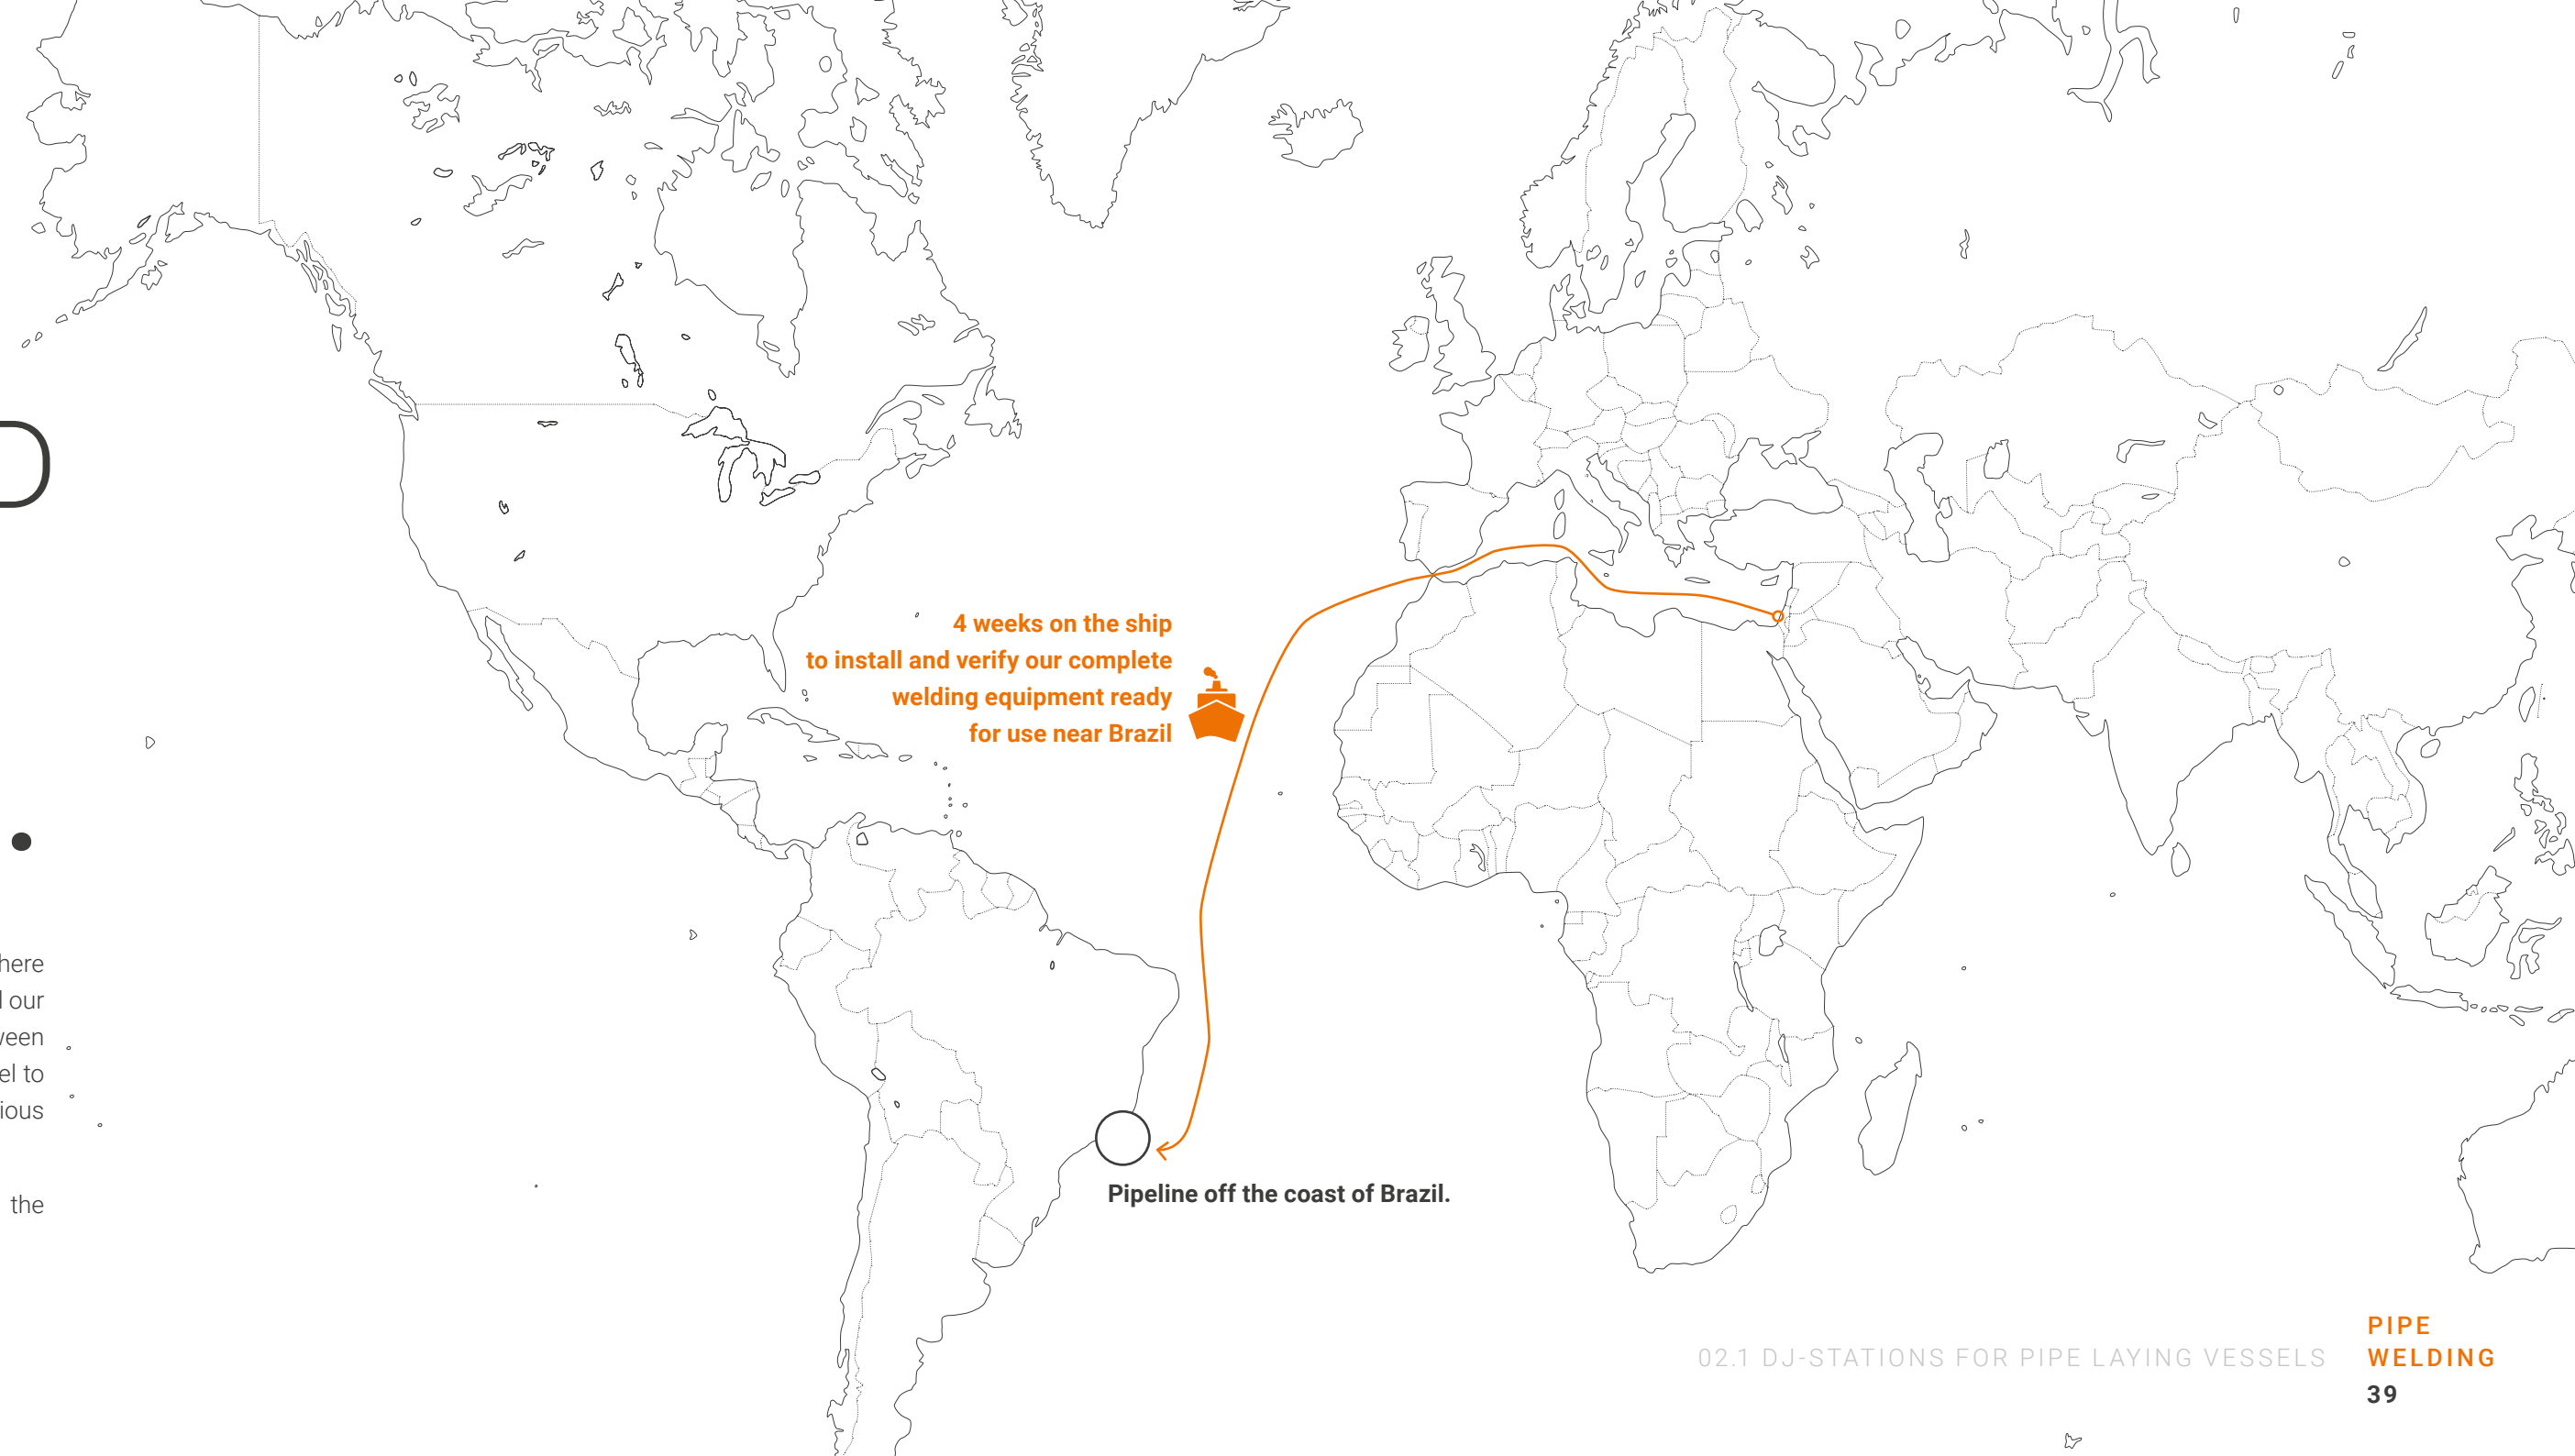 here
our
el to
the
4 weeks on the ship
to install and verify our complete
welding equipment ready
for use near Brazil
Pipeline off the coast of Brazil.
02.1 DJ-STATIONS FOR PIPE LAYING VESSELS
PIPE
WELDING
39